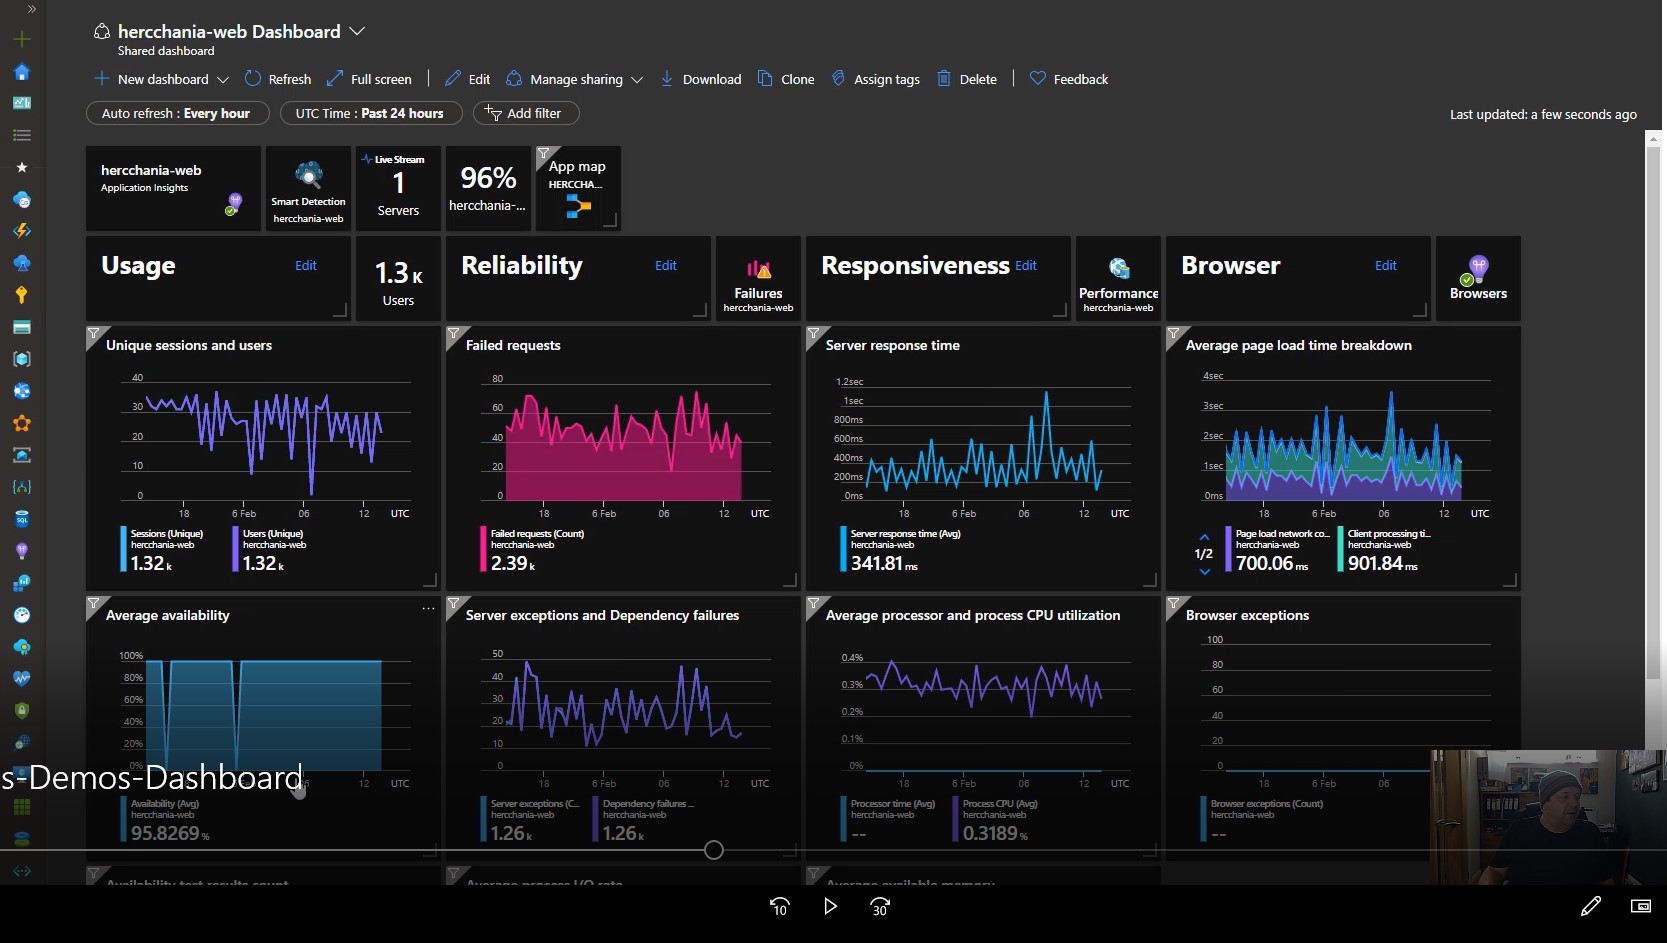 hercchania-web Dashboard
Shared dashboard
New dashboard Refresh Full screen Edit Manage sharing Download Clone Assign tags Delete Feedback
Auto refresh : Every hour UTC Time : Past 24 hours Add filter
Last updated: a few seconds ago
hercchania-web
Application Insights
Smart Detection
hercchania-web
Live Stream
1
Servers
96%
hercchania-...
App map
HERCCHA...
Usage Edit
1.3 K
Users
Reliability Edit
Failures
hercchania-web
Responsiveness Edit
Performance
hercchania-web
Browser Edit
Browsers
Unique sessions and users
40
30
20
10
0
18 6 Feb 06 12 UTC
Sessions (Unique)
hercchania-web
1.32 k
Users (Unique)
hercchania-web
1.32 k
Failed requests
80
60
40
20
0
18 6 Feb 06 12 UTC
Failed requests (Count)
hercchania-web
2.39 k
Server response time
1.2sec
1sec
800ms
600ms
400ms
200ms
0ms
18 6 Feb 06 12 UTC
Server response time (Avg)
hercchania-web
341.81 ms
Average page load time breakdown
4sec
3sec
2sec
1sec
0ms
18 6 Feb 06 12 UTC
1/2
Page load network co...
hercchania-web
700.06 ms
Client processing ti...
hercchania-web
901.84 ms
Average availability
...
100%
80%
60%
40%
20%
0%
12 UTC
s-Demos-Dashboard
Availability (Avg)
hercchania-web
95.8269 %
Server exceptions and Dependency failures
50
40
30
20
10
0
18 6 Feb 06 12 UTC
Server exceptions (C...
hercchania-web
1.26 k
Dependency failures ...
hercchania-web
1.26 k
Average processor and process CPU utilization
0.4%
0.3%
0.2%
0.1%
0%
18 6 Feb 06 12 UTC
Processor time (Avg)
hercchania-web
--
Process CPU (Avg)
hercchania-web
0.3189 %
Browser exceptions
100
80
60
40
20
0
18 6 Feb 06
Browser exceptions (Count)
hercchania-web
--
Availability test results count
Average process I/O rate
Average available memory
10
30